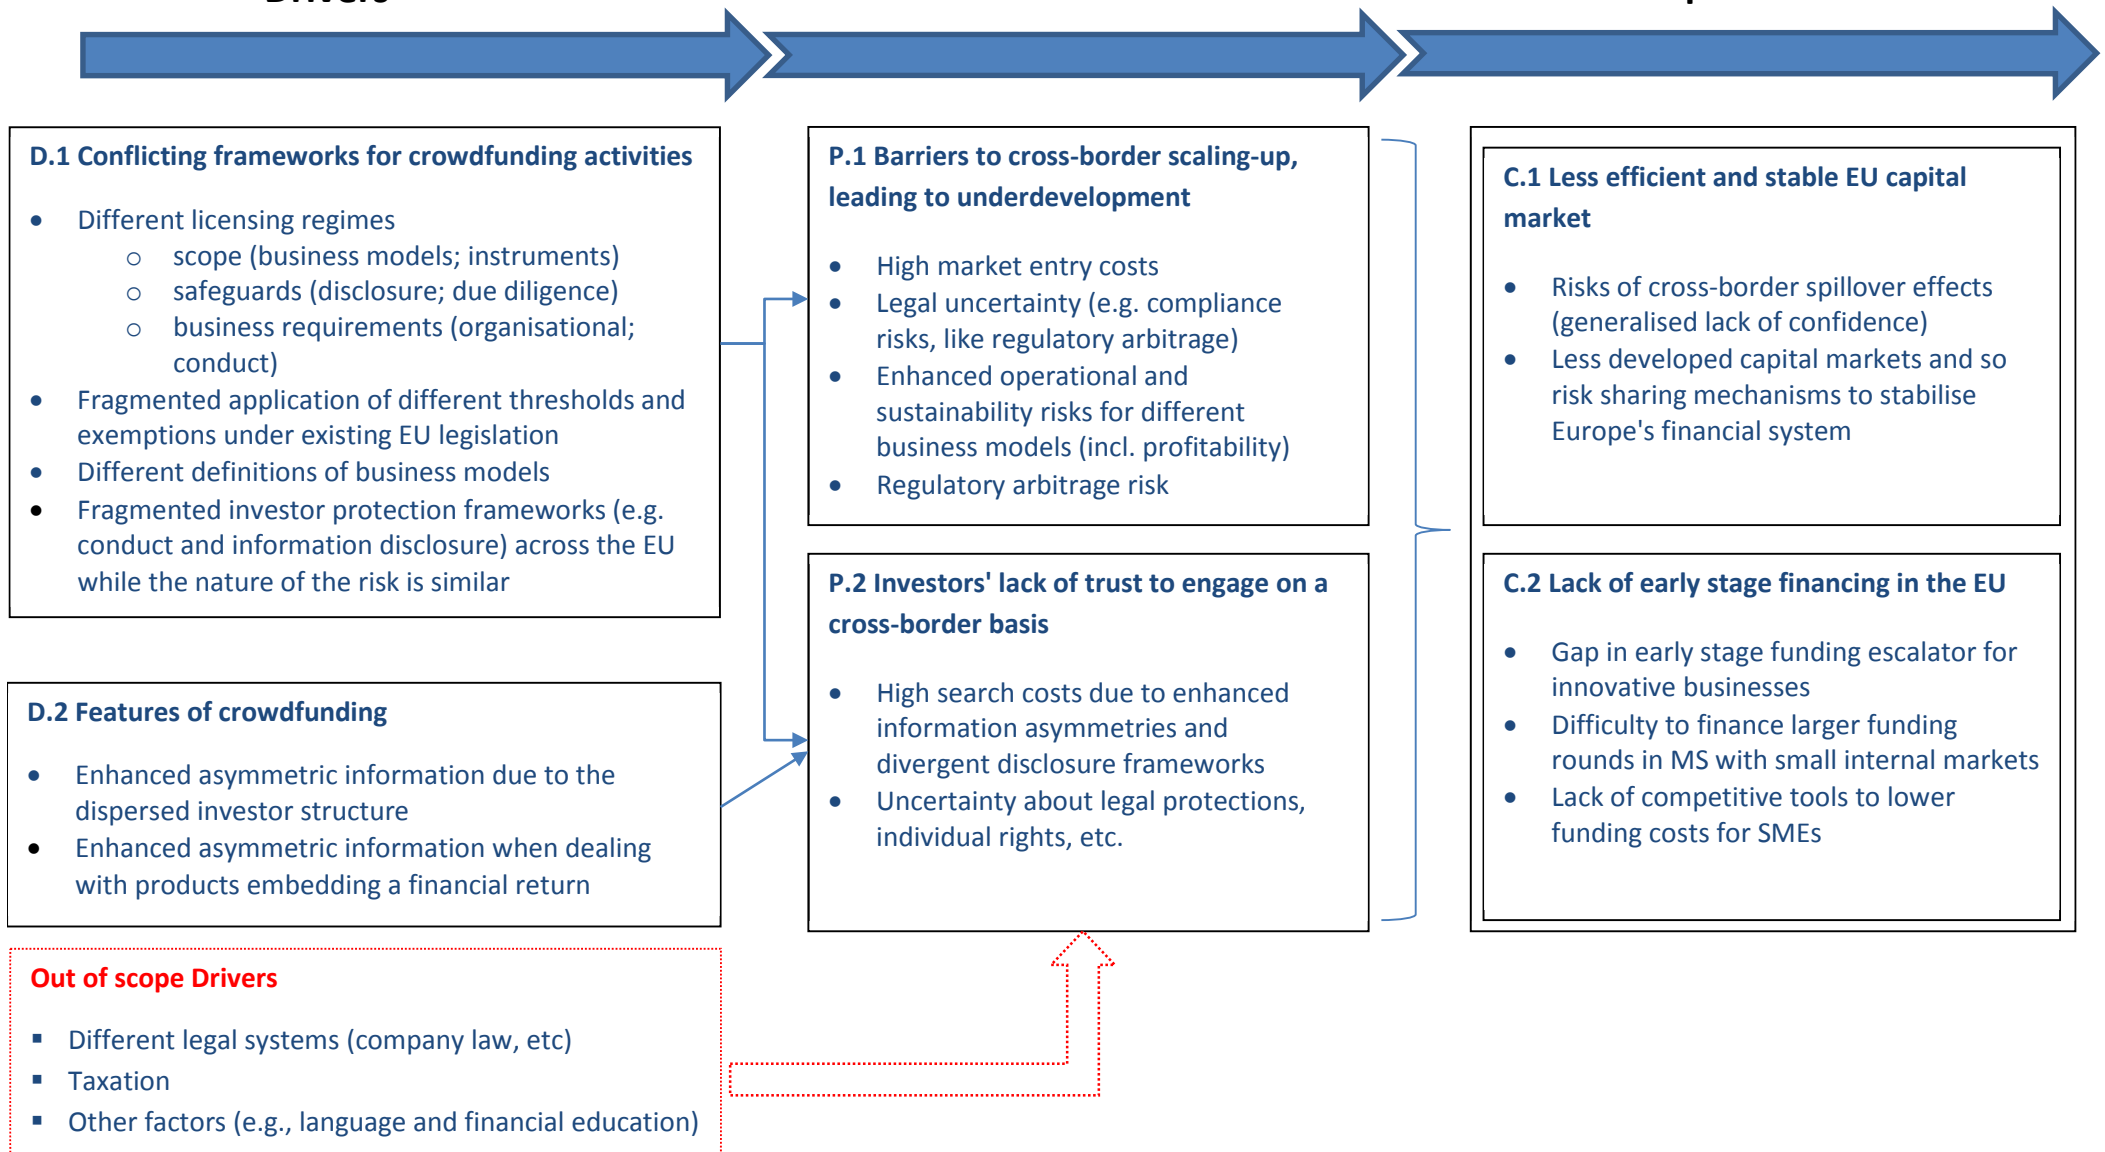 Drivers
D.1 Conflicting frameworks for crowdfunding activities
• Different licensing regimes
o scope (business models; instruments)
o safeguards (disclosure; due diligence)
o business requirements (organisational;
conduct)
• Fragmented application of different thresholds and
exemptions under existing EU legislation
• Different definitions of business models
• Fragmented investor protection frameworks (e.g.
conduct and information disclosure) across the EU
while the nature of the risk is similar
D.2 Features of crowdfunding
• Enhanced asymmetric information due to the
dispersed investor structure
• Enhanced asymmetric information when dealing
with products embedding a financial return
Out of scope Drivers
▪ Different legal systems (company law, etc)
▪ Taxation
▪ Other factors (e.g., language and financial education)
P.1 Barriers to cross-border scaling-up,
leading to underdevelopment
• High market entry costs
• Legal uncertainty (e.g. compliance
risks, like regulatory arbitrage)
• Enhanced operational and
sustainability risks for different
business models (incl. profitability)
• Regulatory arbitrage risk
P.2 Investors' lack of trust to engage on a
cross-border basis
• High search costs due to enhanced
information asymmetries and
divergent disclosure frameworks
• Uncertainty about legal protections,
individual rights, etc.
C.1 Less efficient and stable EU capital
market
• Risks of cross-border spillover effects
(generalised lack of confidence)
• Less developed capital markets and so
risk sharing mechanisms to stabilise
Europe's financial system
C.2 Lack of early stage financing in the EU
• Gap in early stage funding escalator for
innovative businesses
• Difficulty to finance larger funding
rounds in MS with small internal markets
• Lack of competitive tools to lower
funding costs for SMEs